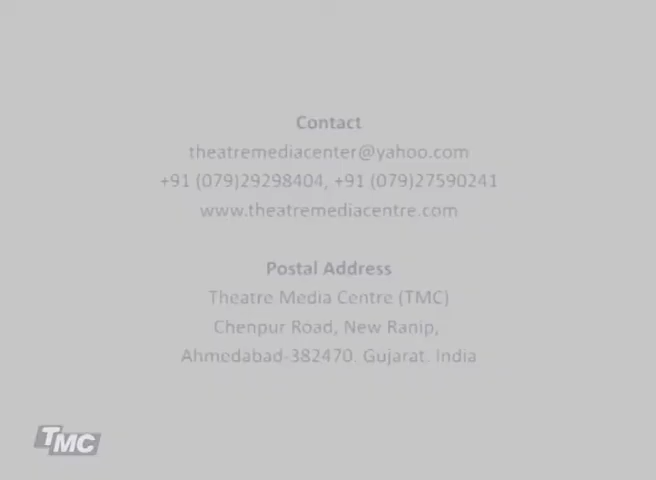 Contact
theatremediacenter@yahoo.com
+91 (079)29298404, +91 (079)27590241
www.theatremediacentre.com
Postal Address
Theatre Media Centre (TMC)
Chenpur Road, New Ranip,
Ahmedabad-382470. Gujarat. India
TMC